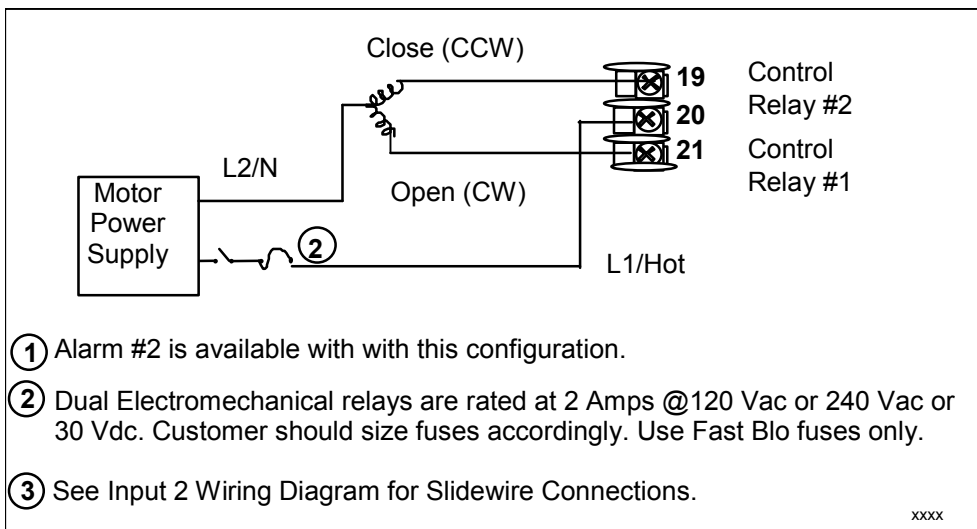 Close (CCW)
19
Control
Relay #2
20
21
Control
Relay #1
L2/N
Open (CW)
Motor
Power
Supply
2
L1/Hot
1 Alarm #2 is available with with this configuration.
2 Dual Electromechanical relays are rated at 2 Amps @120 Vac or 240 Vac or
30 Vdc. Customer should size fuses accordingly. Use Fast Blo fuses only.
3 See Input 2 Wiring Diagram for Slidewire Connections.
xxxx